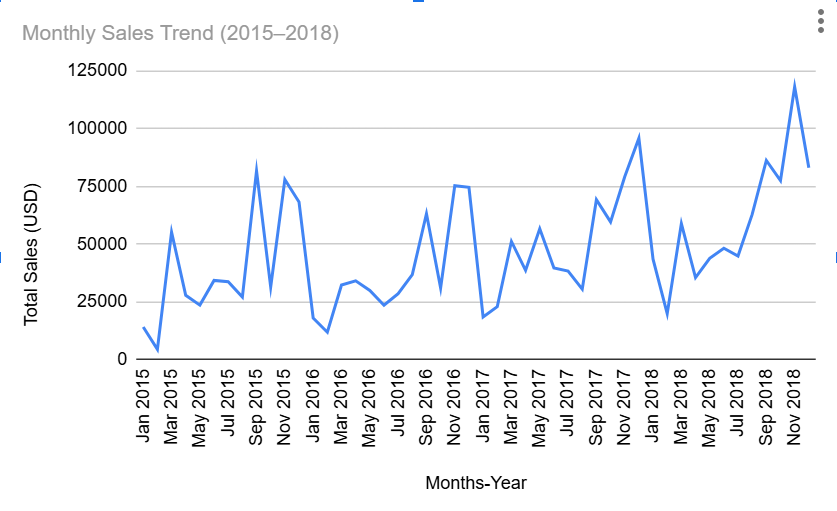 Monthly Sales Trend (2015–2018)
125000
100000
75000
50000
25000
0
Total Sales (USD)
Jan 2015
Mar 2015
May 2015
Jul 2015
Sep 2015
Nov 2015
Jan 2016
Mar 2016
May 2016
Jul 2016
Sep 2016
Nov 2016
Jan 2017
Mar 2017
May 2017
Jul 2017
Sep 2017
Nov 2017
Jan 2018
Mar 2018
May 2018
Jul 2018
Sep 2018
Nov 2018
Months-Year